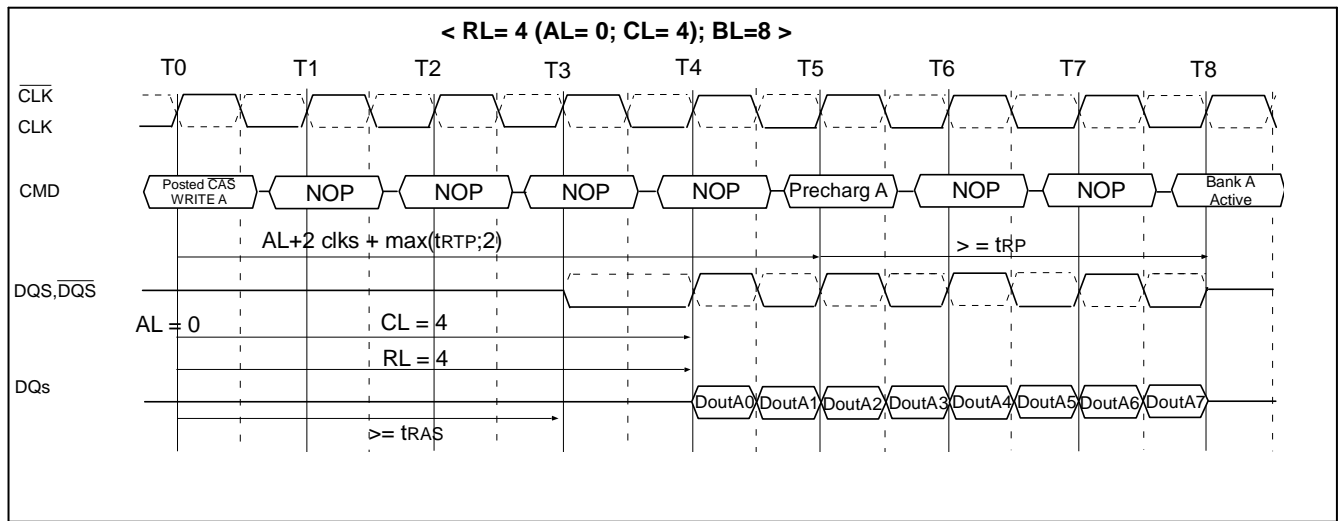 < RL= 4 (AL= 0; CL= 4); BL=8 >
T0 T1 T2 T3 T4 T5 T6 T7 T8
CLK
CLK
CMD
Posted CAS
WRITE A
NOP NOP NOP NOP Precharg A NOP NOP
Bank A
Active
AL+2 clks + max(tRTP;2)
> = tRP
DQS,DQS
AL = 0
CL = 4
RL = 4
DQs
DoutA0 DoutA1 DoutA2 DoutA3 DoutA4 DoutA5 DoutA6 DoutA7
>= tRAS